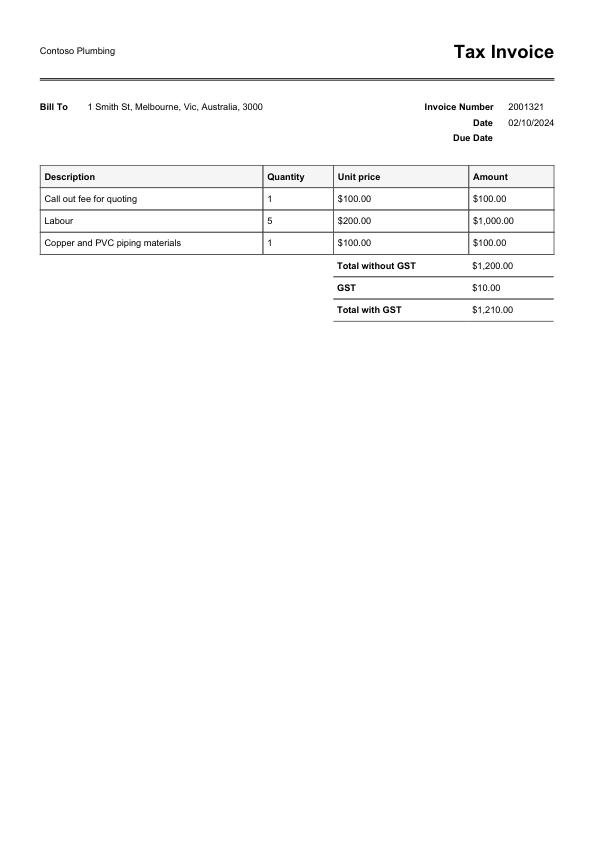 Contoso Plumbing
Tax Invoice
Bill To 1 Smith St, Melbourne, Vic, Australia, 3000
Invoice Number 2001321
Date 02/10/2024
Due Date
Description Quantity Unit price Amount
Call out fee for quoting 1 $100.00 $100.00
Labour 5 $200.00 $1,000.00
Copper and PVC piping materials 1 $100.00 $100.00
Total without GST $1,200.00
GST $10.00
Total with GST $1,210.00